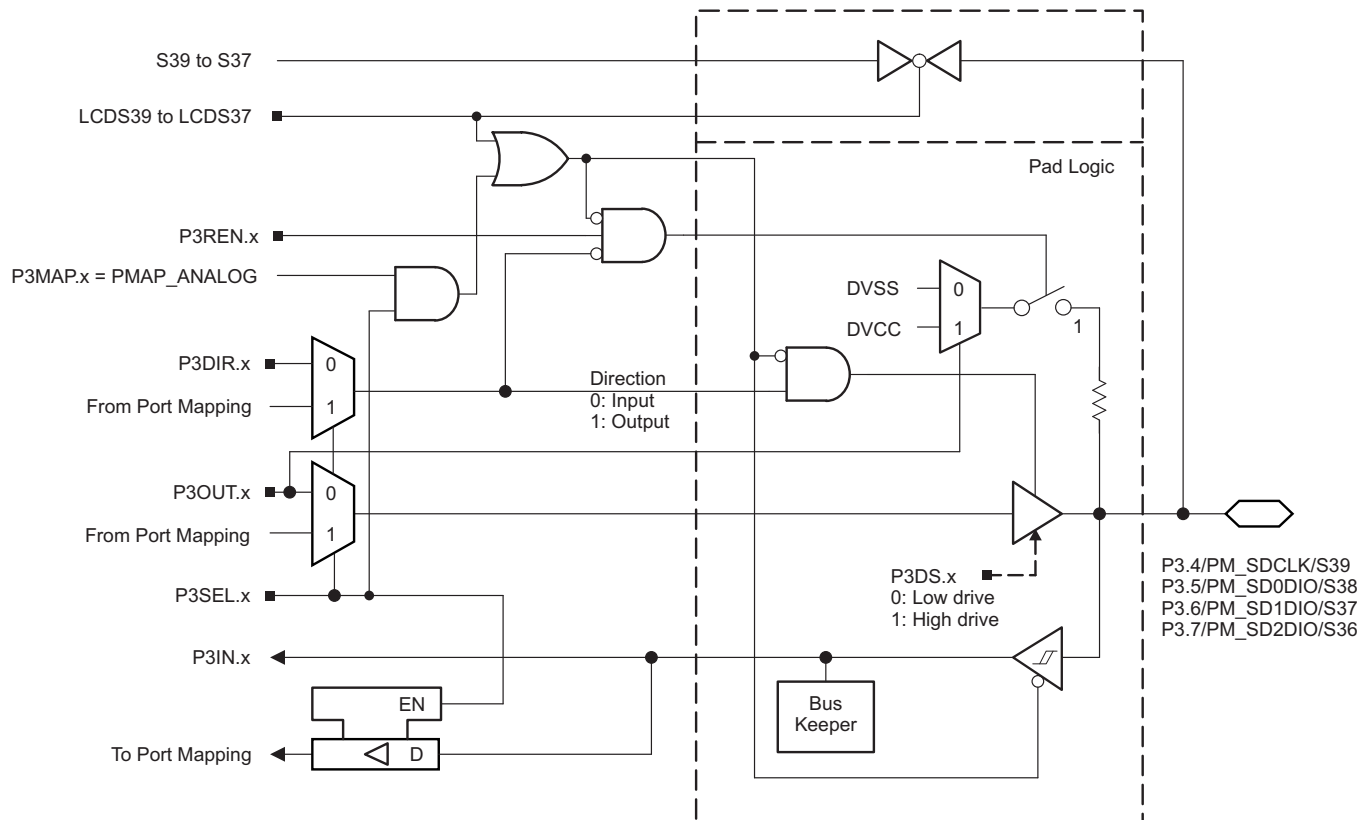 S39 to S37
LCDS39 to LCDS37
Pad Logic
P3REN.x
P3MAP.x = PMAP_ANALOG
DVSS
0
DVCC
1
1
P3DIR.x
0
From Port Mapping
1
Direction
0: Input
1: Output
P3OUT.x
0
From Port Mapping
1
P3SEL.x
P3DS.x
0: Low drive
1: High drive
P3.4/PM_SDCLK/S39
P3.5/PM_SD0DIO/S38
P3.6/PM_SD1DIO/S37
P3.7/PM_SD2DIO/S36
P3IN.x
Bus
Keeper
EN
To Port Mapping
D